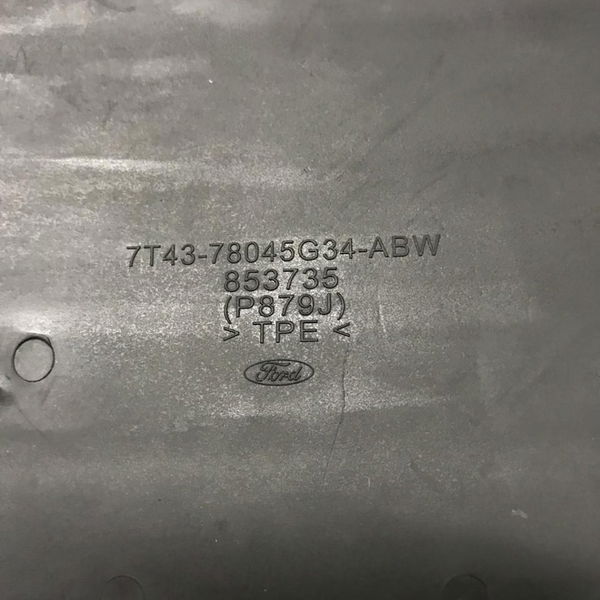 7T43-78045G34-ABW
853735
(P879J)
> TPE <
Ford